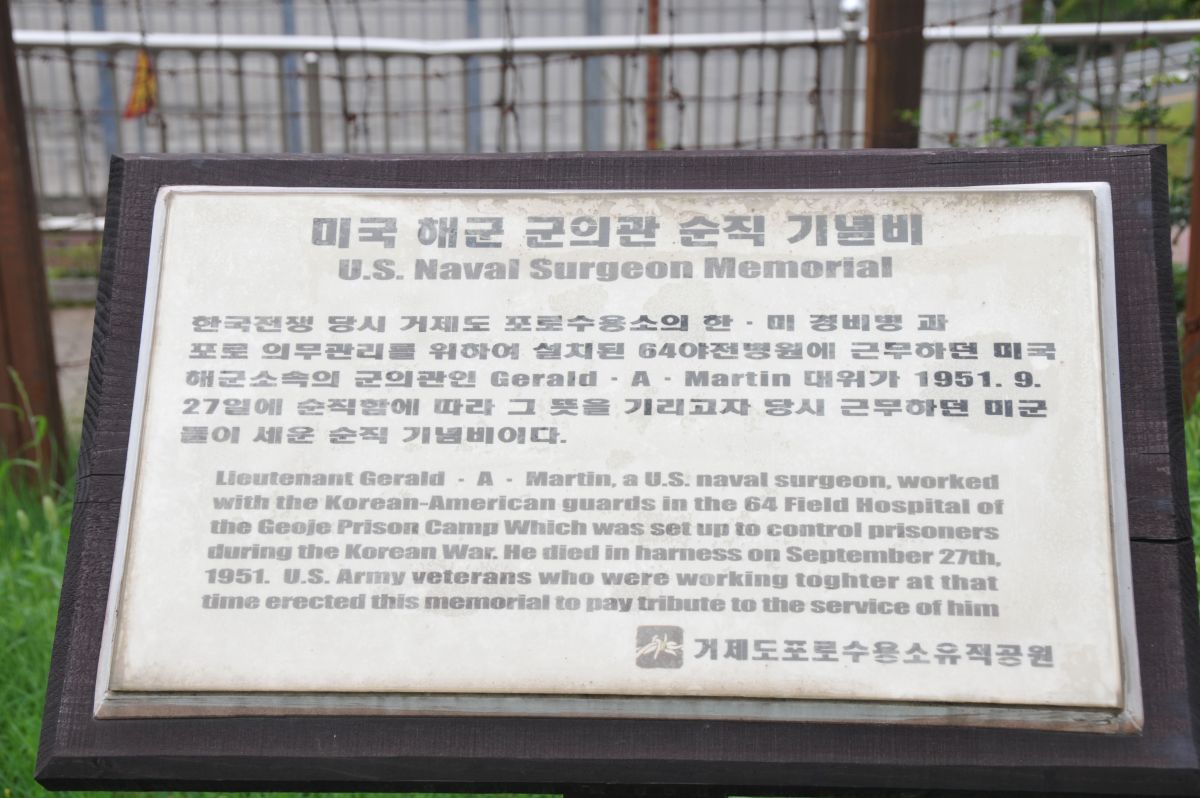 미국 해군 군의관 순직 기념비
U.S. Naval Surgeon Memorial
한국전쟁 당시 거제도 포로수용소의 한 · 미 경비병 과
포로 의무관리를 위하여 설치된 64야전병원에 근무하던 미국
해군소속의 군의관인 Gerald · A · Martin 대위가 1951. 9.
27일에 순직함에 따라 그 뜻을 기리고자 당시 근무하던 미군
들이 세운 순직 기념비이다.
Lieutenant Gerald · A · Martin, a U.S. naval surgeon, worked
with the Korean-American guards in the 64 Field Hospital of
the Geoje Prison Camp Which was set up to control prisoners
during the Korean War. He died in harness on September 27th,
1951. U.S. Army veterans who were working toghter at that
time erected this memorial to pay tribute to the service of him
거제도포로수용소유적공원